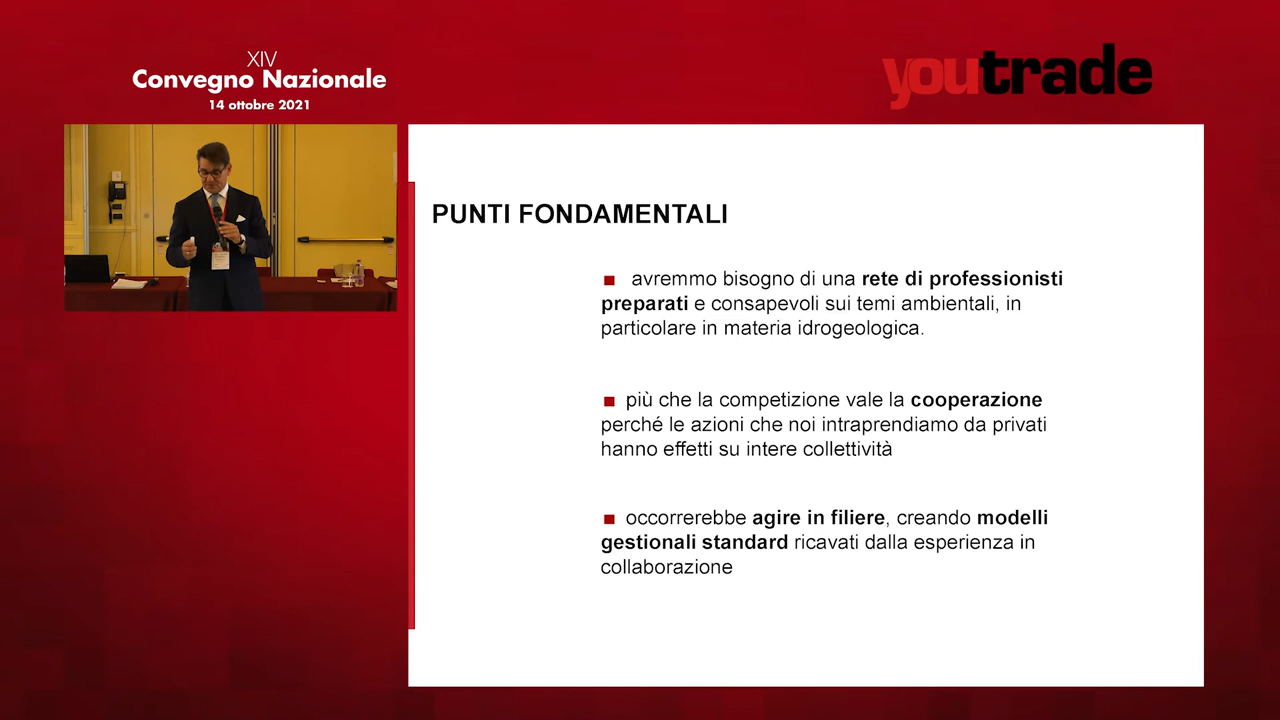 XIV
Convegno Nazionale
14 ottobre 2021
youtrade
PUNTI FONDAMENTALI
■ avremmo bisogno di una rete di professionisti
preparati e consapevoli sui temi ambientali, in
particolare in materia idrogeologica.
■ più che la competizione vale la cooperazione
perché le azioni che noi intraprendiamo da privati
hanno effetti su intere collettività
■ occorrerebbe agire in filiere, creando modelli
gestionali standard ricavati dalla esperienza in
collaborazione